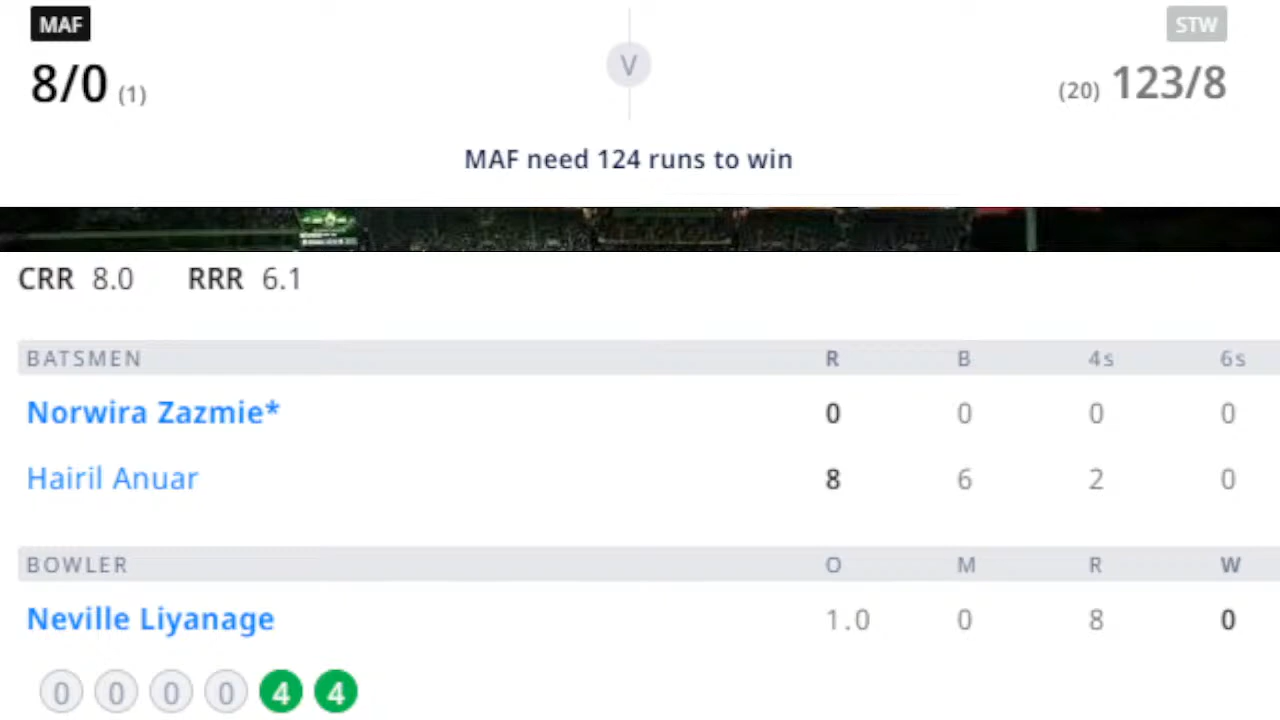 MAF STW
8/0 (1) V (20) 123/8
MAF need 124 runs to win
CRR 8.0 RRR 6.1
BATSMEN R B 4s 6s
Norwira Zazmie* 0 0 0 0
Hairil Anuar 8 6 2 0
BOWLER O M R W
Neville Liyanage 1.0 0 8 0
0 0 0 0 4 4